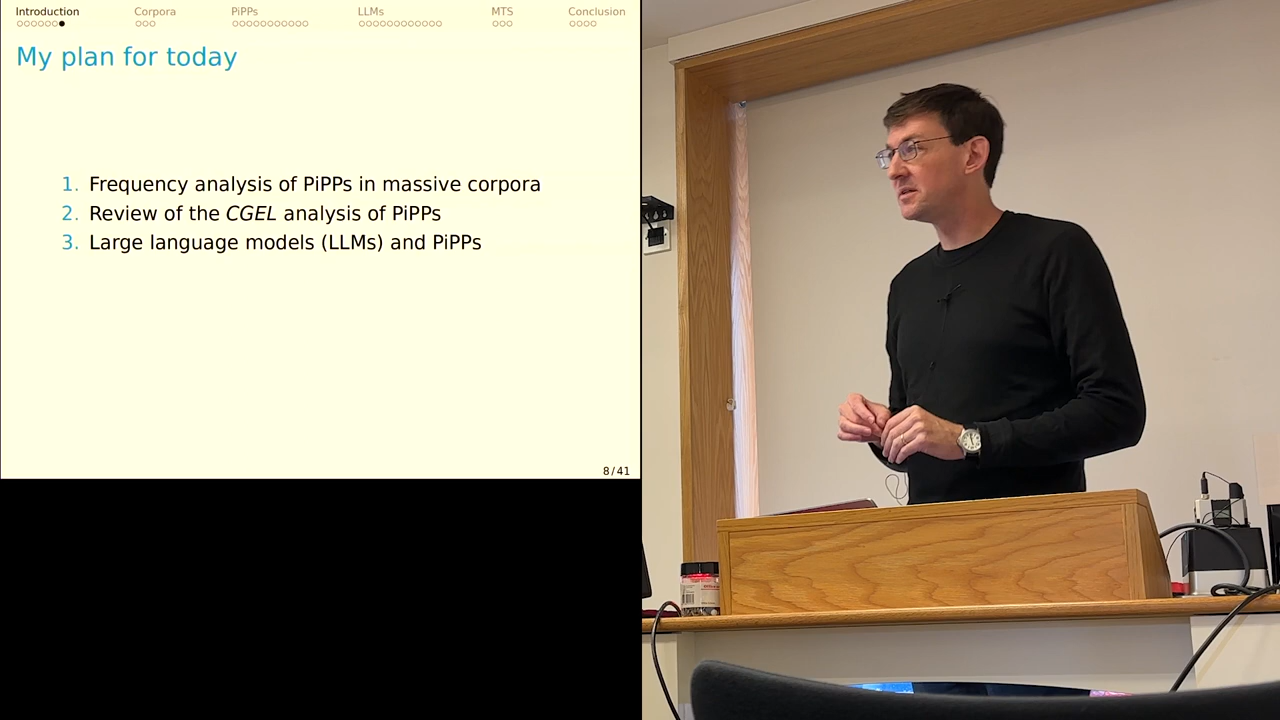 Introduction Corpora PiPPs LLMs MTS Conclusion
My plan for today
1. Frequency analysis of PiPPs in massive corpora
2. Review of the CGEL analysis of PiPPs
3. Large language models (LLMs) and PiPPs
8/41